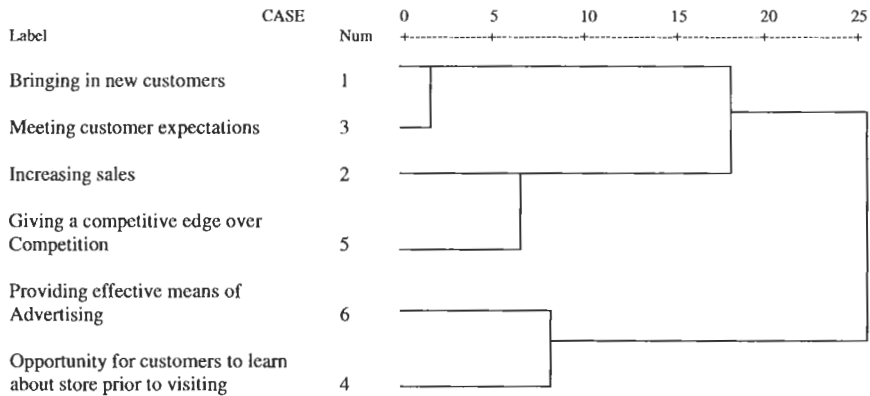 CASE 0 5 10 15 20 25
Label Num
Bringing in new customers 1
Meeting customer expectations 3
Increasing sales 2
Giving a competitive edge over
Competition 5
Providing effective means of
Advertising 6
Opportunity for customers to learn
about store prior to visiting 4